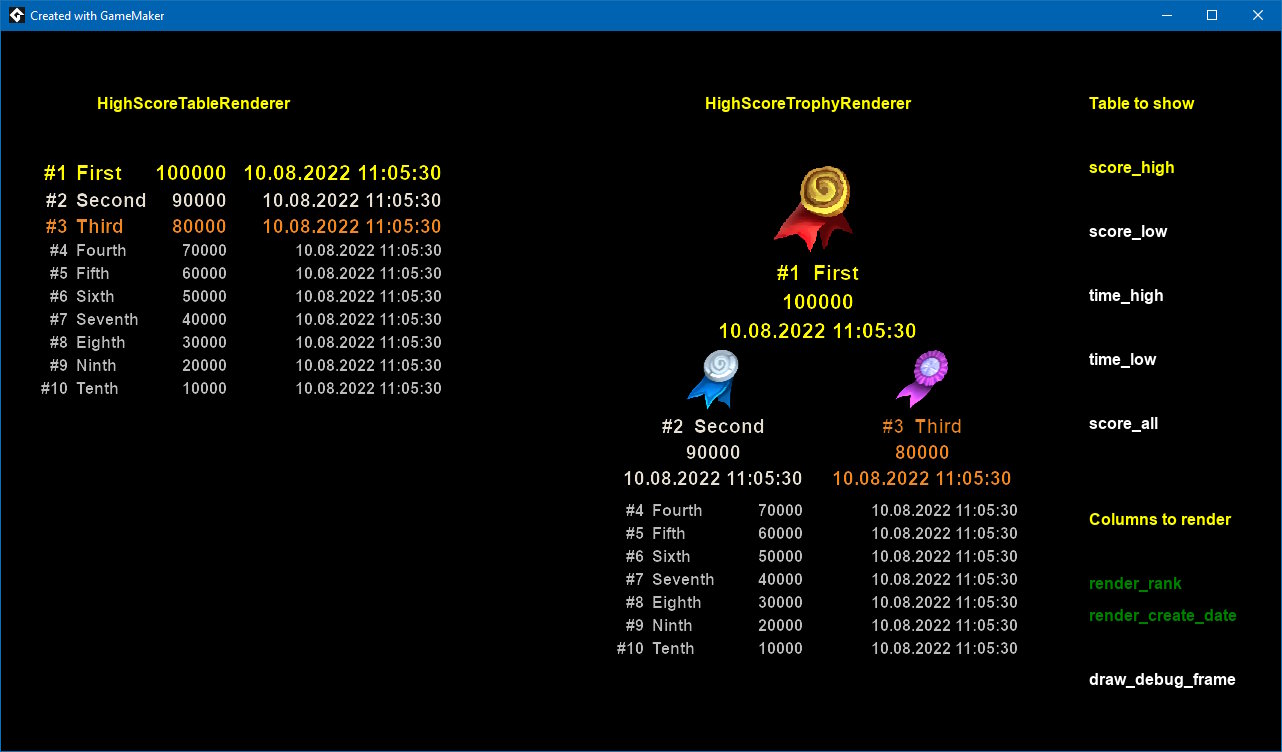 Created with GameMaker
HighScoreTableRenderer
#1 First 100000 10.08.2022 11:05:30
#2 Second 90000 10.08.2022 11:05:30
#3 Third 80000 10.08.2022 11:05:30
#4 Fourth 70000 10.08.2022 11:05:30
#5 Fifth 60000 10.08.2022 11:05:30
#6 Sixth 50000 10.08.2022 11:05:30
#7 Seventh 40000 10.08.2022 11:05:30
#8 Eighth 30000 10.08.2022 11:05:30
#9 Ninth 20000 10.08.2022 11:05:30
#10 Tenth 10000 10.08.2022 11:05:30
HighScoreTrophyRenderer
#1 First
100000
10.08.2022 11:05:30
#2 Second
90000
10.08.2022 11:05:30
#3 Third
80000
10.08.2022 11:05:30
#4 Fourth 70000 10.08.2022 11:05:30
#5 Fifth 60000 10.08.2022 11:05:30
#6 Sixth 50000 10.08.2022 11:05:30
#7 Seventh 40000 10.08.2022 11:05:30
#8 Eighth 30000 10.08.2022 11:05:30
#9 Ninth 20000 10.08.2022 11:05:30
#10 Tenth 10000 10.08.2022 11:05:30
Table to show
score_high
score_low
time_high
time_low
score_all
Columns to render
render_rank
render_create_date
draw_debug_frame